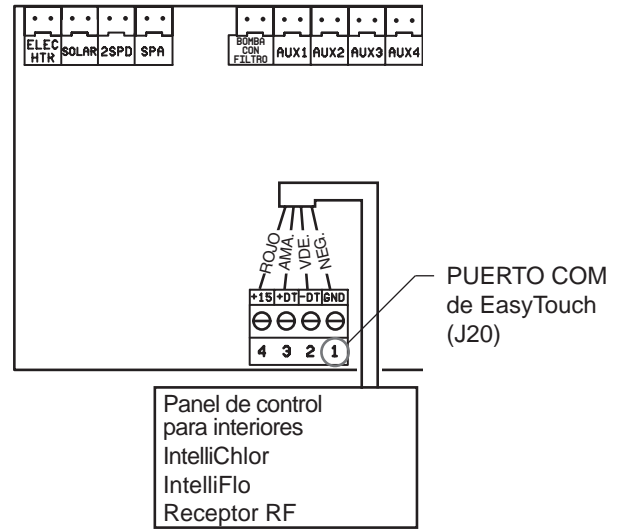 ELEC
HTR
SOLAR
2SPD
SPA
BOMBA
CON
FILTRO
AUX1
AUX2
AUX3
AUX4
ROJO
AMA.
VDE.
NEG.
+15 +DT -DT GND
4 3 2 1
PUERTO COM
de EasyTouch
(J20)
Panel de control
para interiores
IntelliChlor
IntelliFlo
Receptor RF